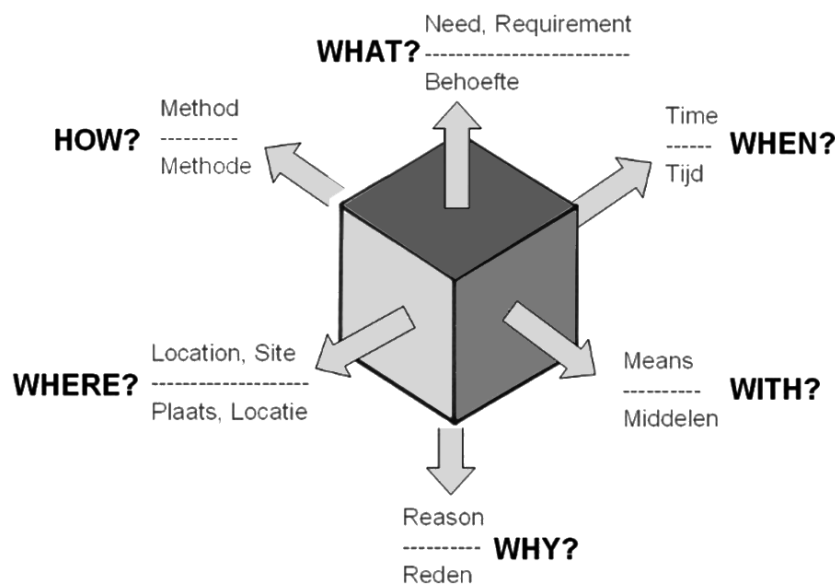 WHAT?
Need, Requirement
Behoefte
HOW?
Method
Methode
Time
Tijd
WHEN?
WHERE?
Location, Site
Plaats, Locatie
Means
Middelen
WITH?
Reason
Reden
WHY?